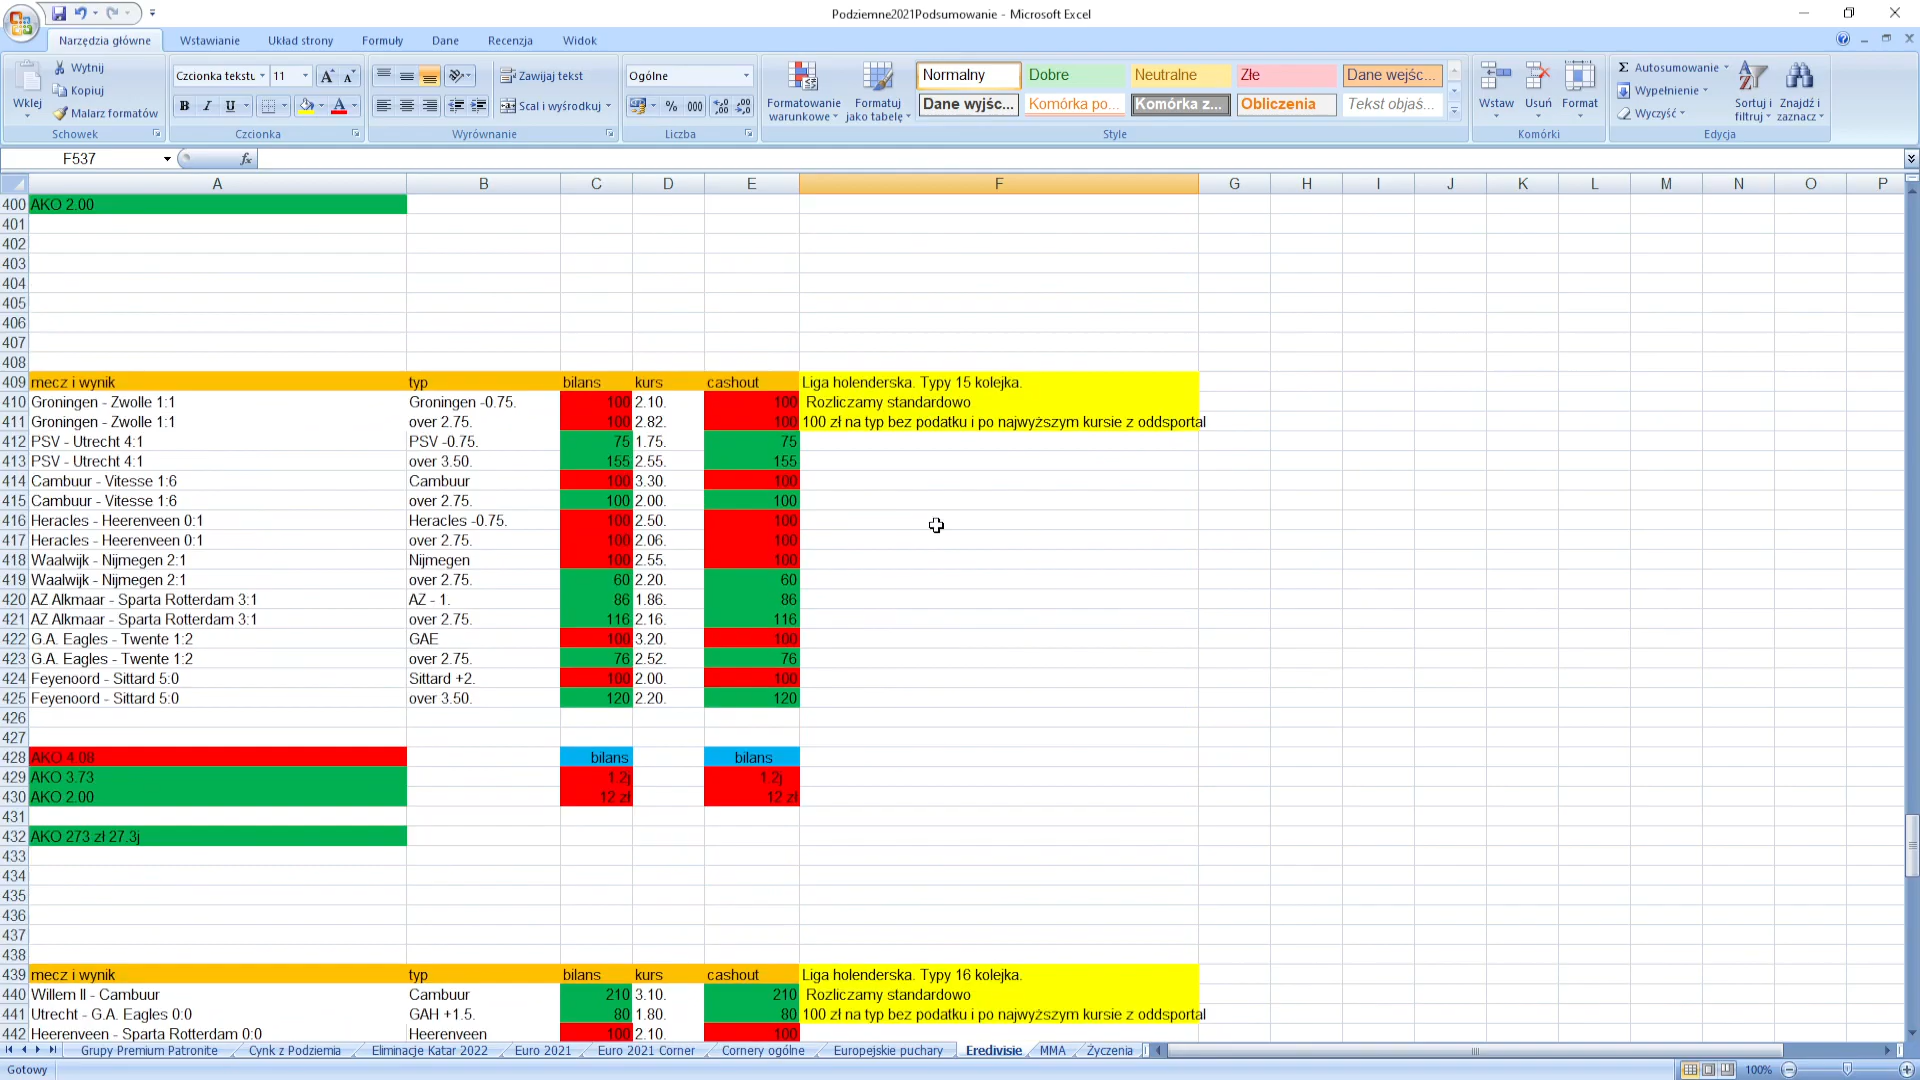 Podziemne2021Podsumowanie - Microsoft Excel
Narzędzia główne Wstawianie Układ strony Formuły Dane Recenzja Widok
Wklej Wytnij Kopiuj Malarz formatów Schowek
Czcionka tekstu 11 Czcionka
Zawijaj tekst Scal i wyśrodkuj Wyrównanie
Ogólne % 000 Liczba
Formatowanie warunkowe Formatuj jako tabelę
Normalny Dobre Neutralne Złe Dane wejśc...
Dane wyjśc... Komórka po... Komórka z... Obliczenia Tekst objaś...
Style
Wstaw Usuń Format Komórki
Autosumowanie Wypełnienie Wyczyść Sortuj i filtruj Znajdź i zaznacz Edycja
F537 fx
A B C D E F G H I J K L M N O P
400 AKO 2.00
401
402
403
404
405
406
407
408
409 mecz i wynik typ bilans kurs cashout Liga holenderska. Typy 15 kolejka.
410 Groningen - Zwolle 1:1 Groningen -0.75. 100 2.10. 100 Rozliczamy standardowo
411 Groningen - Zwolle 1:1 over 2.75. 100 2.82. 100 100 zł na typ bez podatku i po najwyższym kursie z oddsportal
412 PSV - Utrecht 4:1 PSV -0.75. 75 1.75. 75
413 PSV - Utrecht 4:1 over 3.50. 155 2.55. 155
414 Cambuur - Vitesse 1:6 Cambuur 100 3.30. 100
415 Cambuur - Vitesse 1:6 over 2.75. 100 2.00. 100
416 Heracles - Heerenveen 0:1 Heracles -0.75. 100 2.50. 100
417 Heracles - Heerenveen 0:1 over 2.75. 100 2.06. 100
418 Waalwijk - Nijmegen 2:1 Nijmegen 100 2.55. 100
419 Waalwijk - Nijmegen 2:1 over 2.75. 60 2.20. 60
420 AZ Alkmaar - Sparta Rotterdam 3:1 AZ - 1. 86 1.86. 86
421 AZ Alkmaar - Sparta Rotterdam 3:1 over 2.75. 116 2.16. 116
422 G.A. Eagles - Twente 1:2 GAE 100 3.20. 100
423 G.A. Eagles - Twente 1:2 over 2.75. 76 2.52. 76
424 Feyenoord - Sittard 5:0 Sittard +2. 100 2.00. 100
425 Feyenoord - Sittard 5:0 over 3.50. 120 2.20. 120
426
427
428 AKO 4.08 bilans bilans
429 AKO 3.73 1.2j 1.2j
430 AKO 2.00 12 zł 12 zł
431
432 AKO 273 zł 27.3j
433
434
435
436
437
438
439 mecz i wynik typ bilans kurs cashout Liga holenderska. Typy 16 kolejka.
440 Willem II - Cambuur Cambuur 210 3.10. 210 Rozliczamy standardowo
441 Utrecht - G.A. Eagles 0:0 GAH +1.5. 80 1.80. 80 100 zł na typ bez podatku i po najwyższym kursie z oddsportal
442 Heerenveen - Sparta Rotterdam 0:0 Heerenveen 100 2.10. 100
Grupy Premium Patronite Cynk z Podziemia Eliminacje Katar 2022 Euro 2021 Euro 2021 Corner Cornery ogólne Europejskie puchary Eredivisie MMA Życzenia
Gotowy 100%